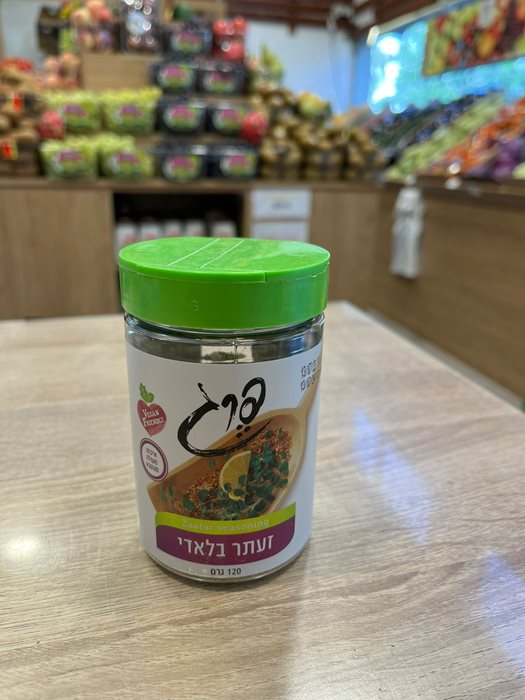 פרג
VEGAN
FRIENDLY
Zaatar seasoning
זעתר בלאדי
120 גרם